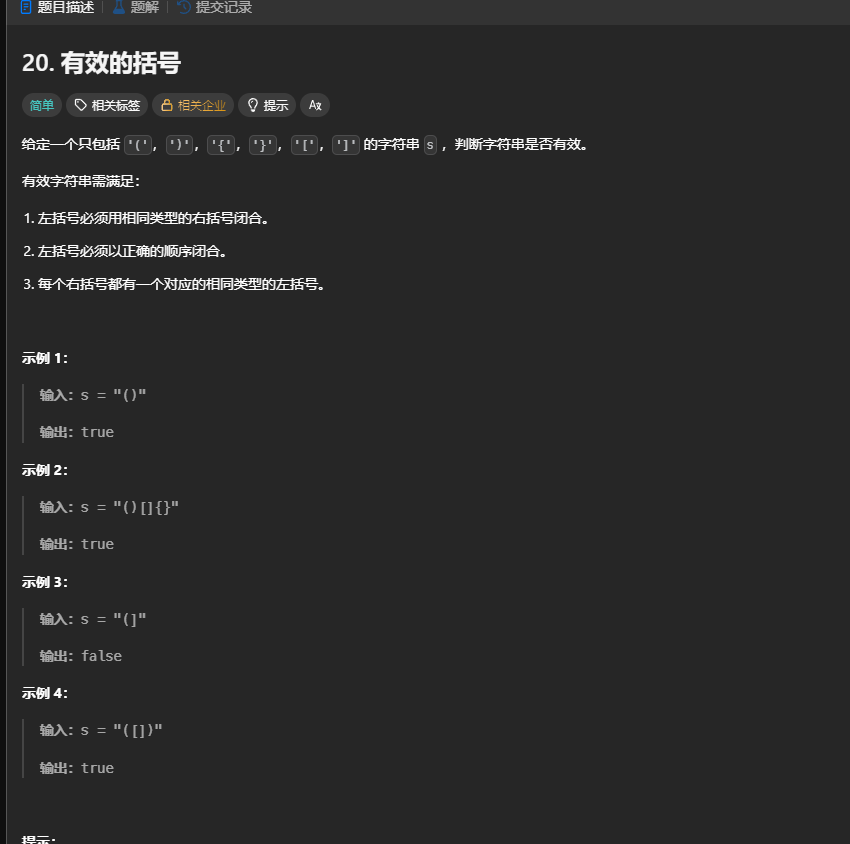 题目描述 题解 提交记录
20. 有效的括号
简单 相关标签 相关企业 提示 Aあ
给定一个只包括 '('，')'，'{'，'}'，'['，']' 的字符串 s ，判断字符串是否有效。
有效字符串需满足：
1. 左括号必须用相同类型的右括号闭合。
2. 左括号必须以正确的顺序闭合。
3. 每个右括号都有一个对应的相同类型的左括号。
示例 1：
输入：s = "()"
输出：true
示例 2：
输入：s = "()[]{}"
输出：true
示例 3：
输入：s = "(]"
输出：false
示例 4：
输入：s = "([])"
输出：true
提示：